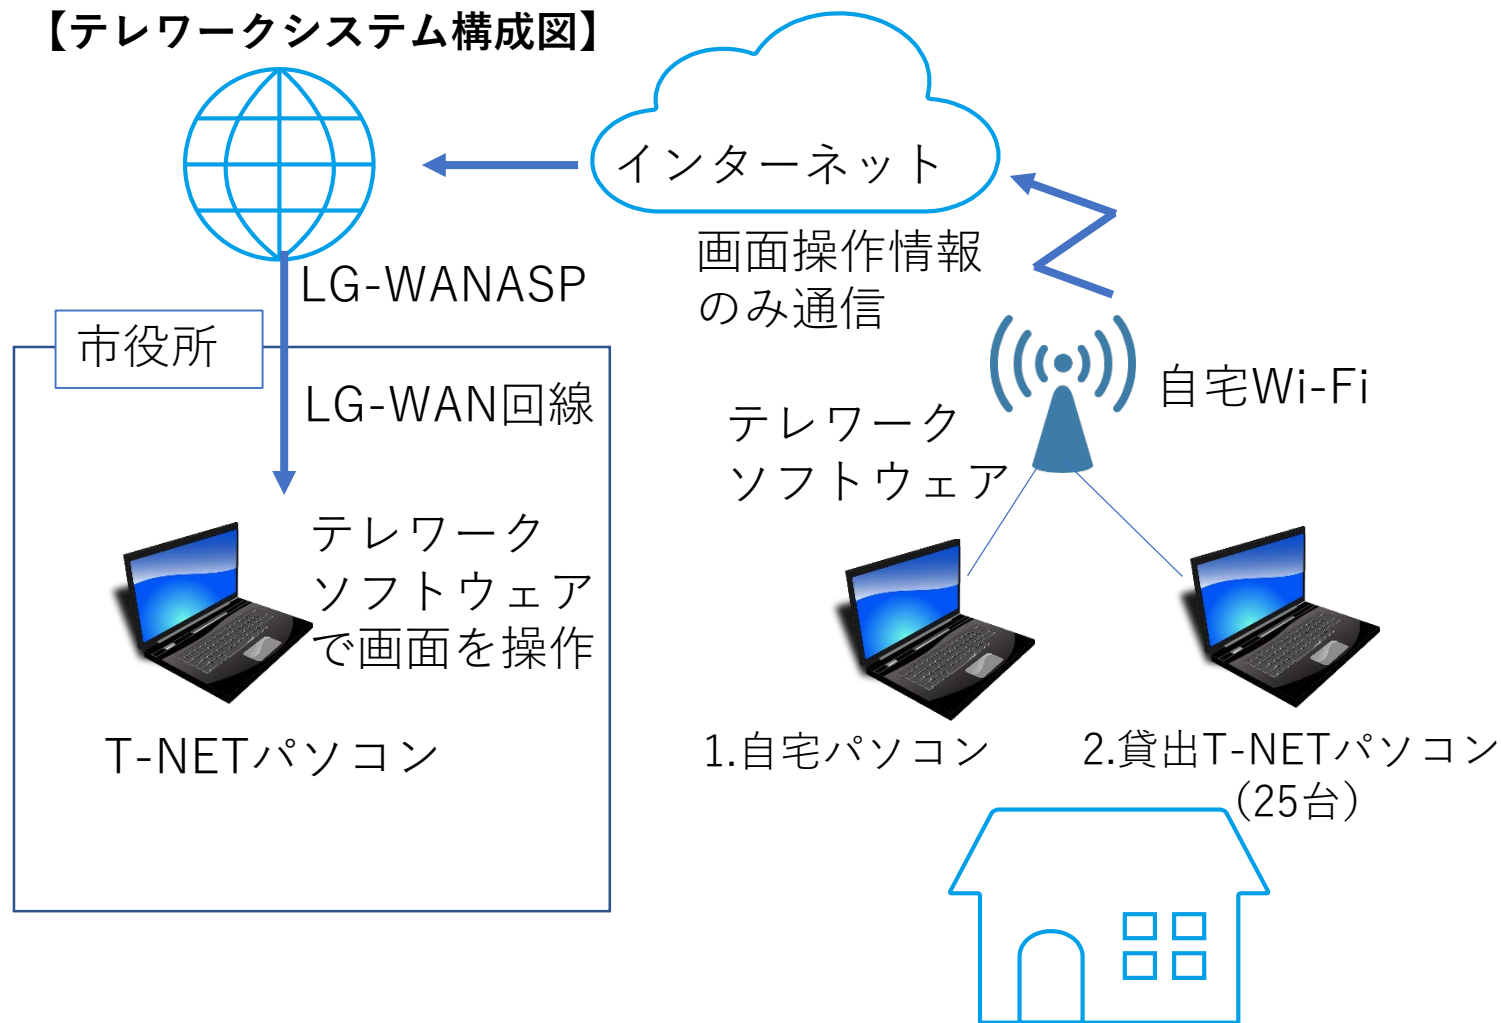 【テレワークシステム構成図】
インターネット
画面操作情報
のみ通信
LG-WANASP
市役所
LG-WAN回線
自宅Wi-Fi
テレワーク
ソフトウェア
テレワーク
ソフトウェア
で画面を操作
T-NETパソコン
1.自宅パソコン
2.貸出T-NETパソコン
(25台)